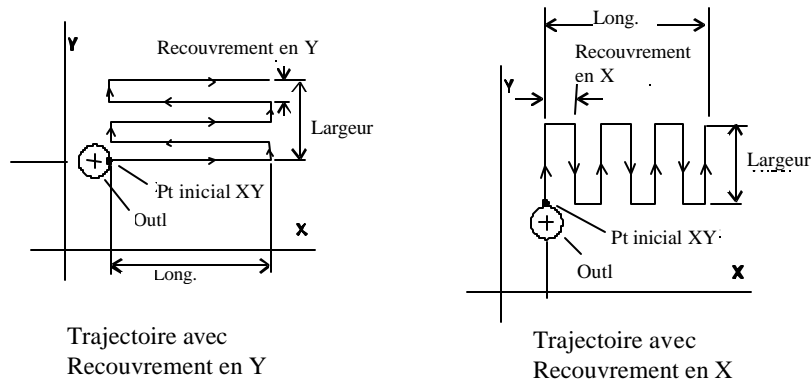 Y
Recouvrement en Y
Largeur
Pt inicial XY
Outl
X
Long.
Trajectoire avec
Recouvrement en Y
Long.
Recouvrement
en X
Y
Largeur
Pt inicial XY
Outl
X
Trajectoire avec
Recouvrement en X